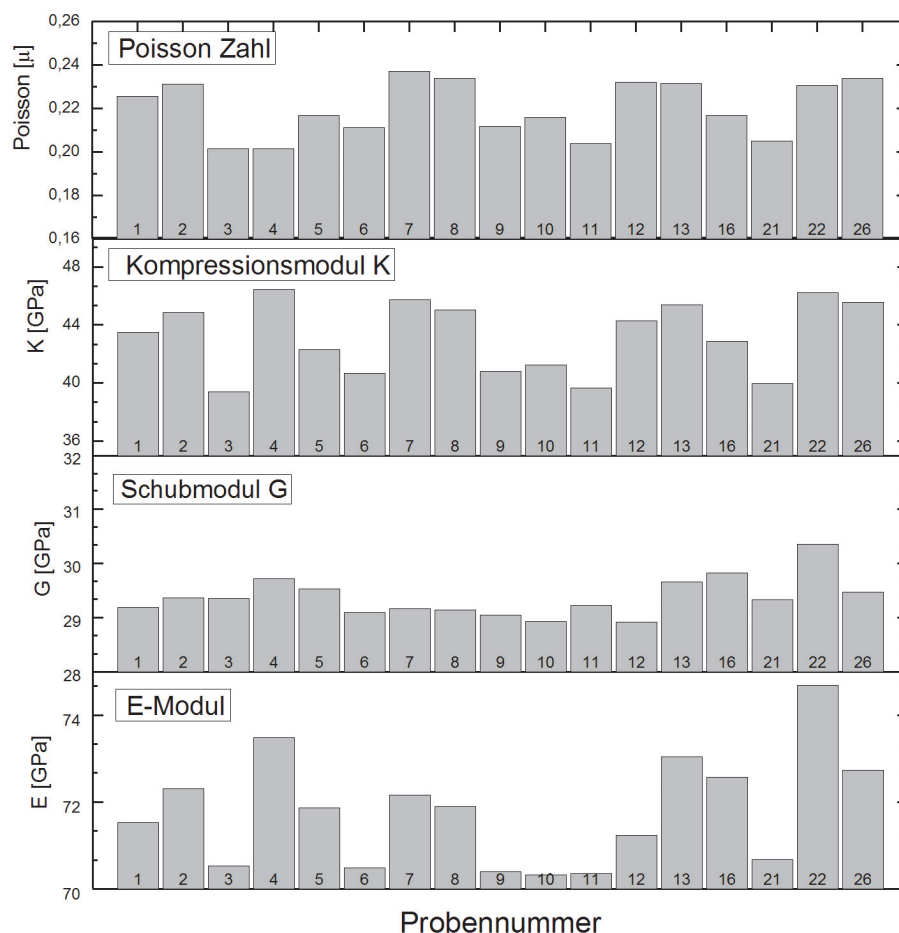 0,26
Poisson Zahl
0,24
0,22
0,20
0,18
0,16
Poisson [µ]
1 2 3 4 5 6 7 8 9 10 11 12 13 16 21 22 26
Kompressionsmodul K
48
44
40
36
K [GPa]
1 2 3 4 5 6 7 8 9 10 11 12 13 16 21 22 26
32
Schubmodul G
31
30
29
28
G [GPa]
1 2 3 4 5 6 7 8 9 10 11 12 13 16 21 22 26
E-Modul
74
72
70
E [GPa]
1 2 3 4 5 6 7 8 9 10 11 12 13 16 21 22 26
Probennummer